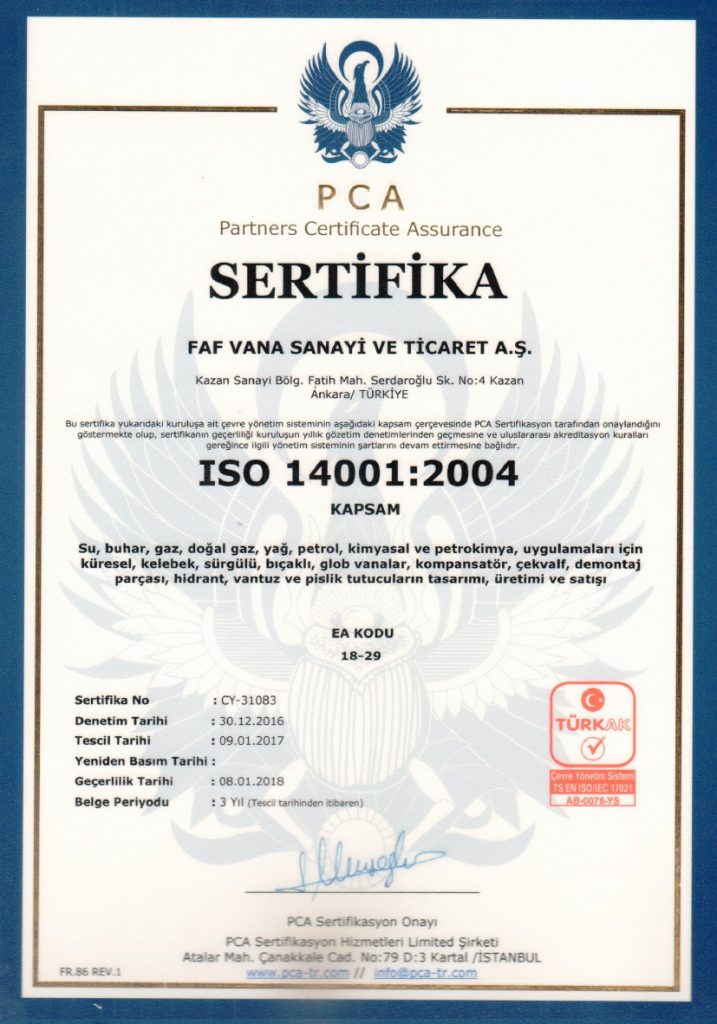 PCA
Partners Certificate Assurance
SERTİFİKA
FAF VANA SANAYİ VE TİCARET A.Ş.
Kazan Sanayi Bölg. Fatih Mah. Serdaroğlu Sk. No:4 Kazan
Ankara/ TÜRKİYE
Bu sertifika yukarıdaki kuruluşa ait çevre yönetim sisteminin aşağıdaki kapsam çerçevesinde PCA Sertifikasyon tarafından onaylandığını
göstermekte olup, sertifikanın geçerliliği kuruluşun yıllık gözetim denetimlerinden geçmesine ve uluslararası akreditasyon kuralları
gereğince ilgili yönetim sisteminin şartlarını devam ettirmesine bağlıdır.
ISO 14001:2004
KAPSAM
Su, buhar, gaz, doğal gaz, yağ, petrol, kimyasal ve petrokimya, uygulamaları için
küresel, kelebek, sürgülü, bıçaklı, glob vanalar, kompansatör, çekvalf, demontaj
parçası, hidrant, vantuz ve pislik tutucuların tasarımı, üretimi ve satışı
EA KODU
18-29
Sertifika No : CY-31083
Denetim Tarihi : 30.12.2016
Tescil Tarihi : 09.01.2017
Yeniden Basım Tarihi :
Geçerlilik Tarihi : 08.01.2018
Belge Periyodu : 3 Yıl (Tescil tarihinden itibaren)
TÜRKAK
Çevre Yönetim Sistemi
TS EN ISO/IEC 17021
AB-0076-YS
PCA Sertifikasyon Onayı
PCA Sertifikasyon Hizmetleri Limited Şirketi
Atalar Mah. Çanakkale Cad. No:79 D:3 Kartal /İSTANBUL
www.pca-tr.com // info@pca-tr.com
FR.86 REV.1